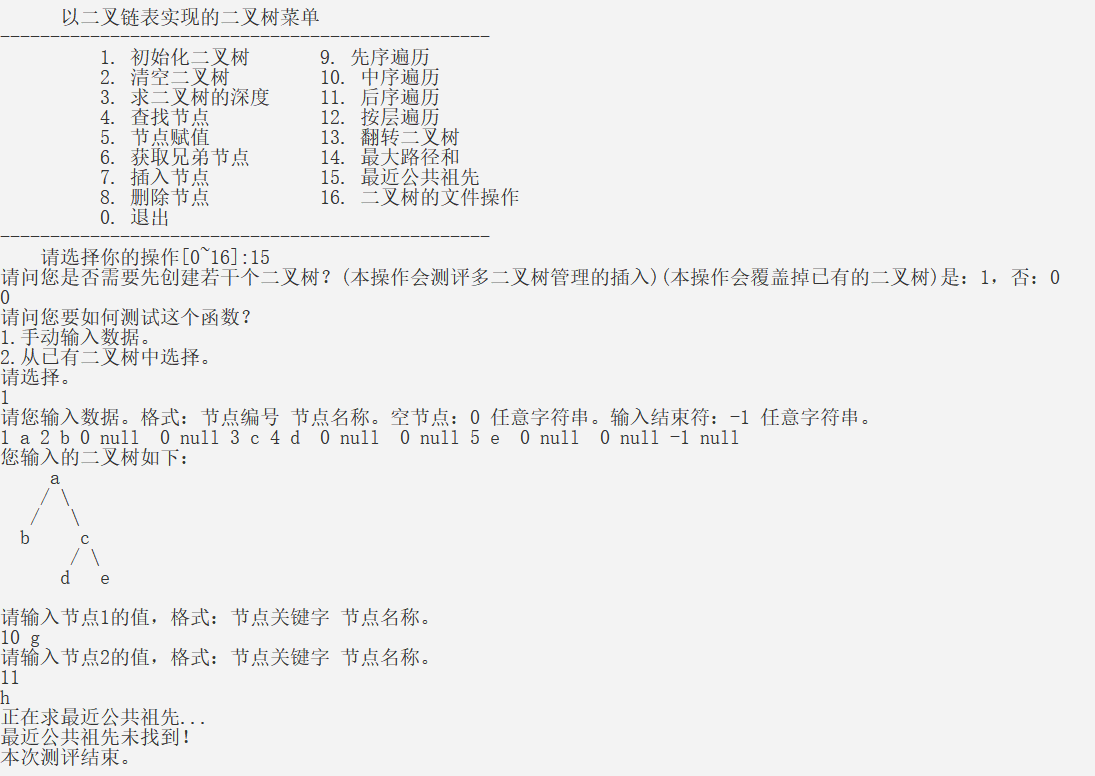 以二叉链表实现的二叉树菜单
-------------------------------------------------
1. 初始化二叉树 9. 先序遍历
2. 清空二叉树 10. 中序遍历
3. 求二叉树的深度 11. 后序遍历
4. 查找节点 12. 按层遍历
5. 节点赋值 13. 翻转二叉树
6. 获取兄弟节点 14. 最大路径和
7. 插入节点 15. 最近公共祖先
8. 删除节点 16. 二叉树的文件操作
0. 退出
-------------------------------------------------
请选择你的操作[0~16]:15
请问您是否需要先创建若干个二叉树？(本操作会测评多二叉树管理的插入)(本操作会覆盖掉已有的二叉树)是：1，否：0
0
请问您要如何测试这个函数？
1.手动输入数据。
2.从已有二叉树中选择。
请选择。
1
请您输入数据。格式：节点编号 节点名称。空节点：0 任意字符串。输入结束符：-1 任意字符串。
1 a 2 b 0 null  0 null 3 c 4 d  0 null  0 null 5 e  0 null  0 null -1 null
您输入的二叉树如下：
a
/ \
/   \
b     c
/ \
d   e
请输入节点1的值，格式：节点关键字 节点名称。
10 g
请输入节点2的值，格式：节点关键字 节点名称。
11
h
正在求最近公共祖先...
最近公共祖先未找到！
本次测评结束。